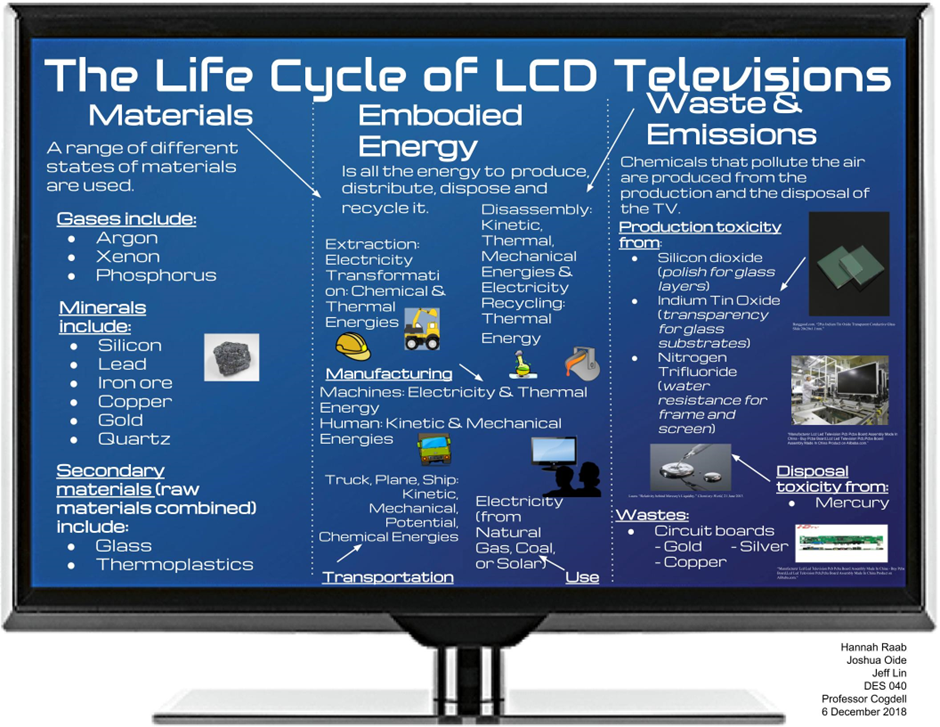 The Life Cycle of LCD Televisions
Materials
A range of different
states of materials
are used.
Gases include:
● Argon
● Xenon
● Phosphorus
Minerals
include:
● Silicon
● Lead
● Iron ore
● Copper
● Gold
● Quartz
Secondary
materials (raw
materials combined)
include:
● Glass
● Thermoplastics
Embodied
Energy
Is all the energy to produce,
distribute, dispose and
recycle it.
Extraction:
Electricity
Transformati
on: Chemical &
Thermal
Energies
Disassembly:
Kinetic,
Thermal,
Mechanical
Energies &
Electricity
Recycling:
Thermal
Energy
Manufacturing
Machines: Electricity & Thermal
Energy
Human: Kinetic & Mechanical
Energies
Truck, Plane, Ship:
Kinetic,
Mechanical,
Potential,
Chemical Energies
Transportation
Electricity
(from
Natural
Gas, Coal,
or Solar)
Use
Waste &
Emissions
Chemicals that pollute the air
are produced from the
production and the disposal of
the TV.
Production toxicity
from:
● Silicon dioxide
(polish for glass
layers)
● Indium Tin Oxide
(transparency
for glass
substrates)
● Nitrogen
Trifluoride
(water
resistance for
frame and
screen)
Disposal
toxicity from:
● Mercury
Wastes:
● Circuit boards
- Gold - Silver
- Copper
Hannah Raab
Joshua Oide
Jeff Lin
DES 040
Professor Cogdell
6 December 2018